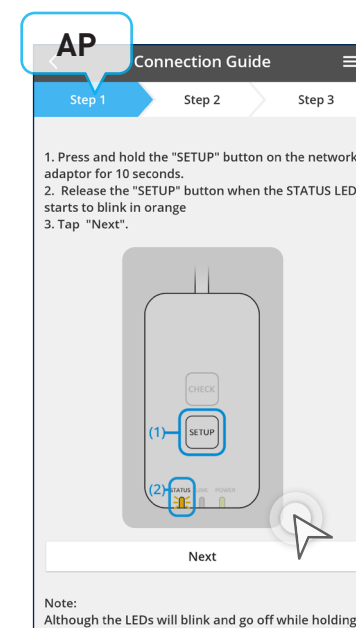 AP
Connection Guide
Step 1 Step 2 Step 3
1. Press and hold the "SETUP" button on the network
adaptor for 10 seconds.
2. Release the "SETUP" button when the STATUS LED
starts to blink in orange
3. Tap "Next".
CHECK
(1) SETUP
(2) STATUS LINK POWER
Next
Note:
Although the LEDs will blink and go off while holding